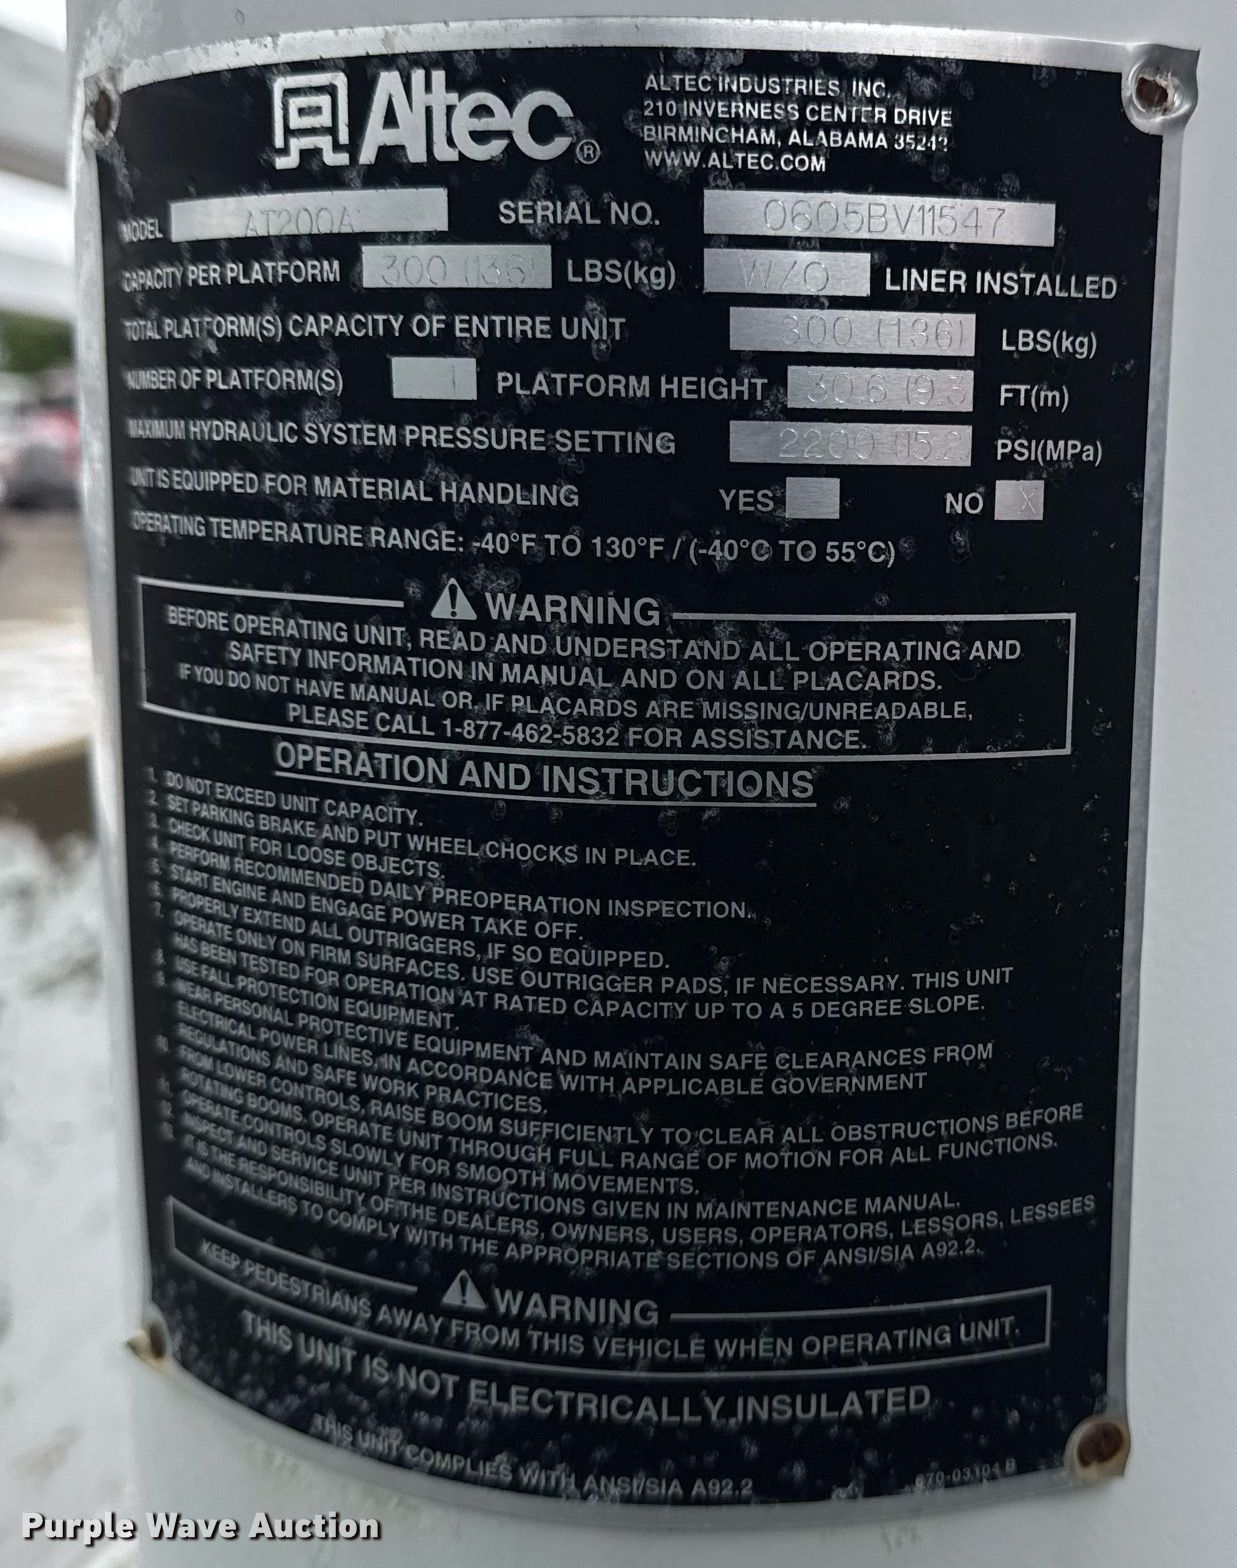 Altec®
ALTEC INDUSTRIES, INC.
210 INVERNESS CENTER DRIVE
BIRMINGHAM, ALABAMA 35242
WWW.ALTEC.COM
MODEL AT200A SERIAL NO. 0605BV11547
CAPACITY PER PLATFORM 300 (136) LBS(kg) W/O LINER INSTALLED
TOTAL PLATFORM(S) CAPACITY OF ENTIRE UNIT 300 (136) LBS(kg)
NUMBER OF PLATFORM(S) 1 PLATFORM HEIGHT 30.6 (9.3 FT(m)
MAXIMUM HYDRAULIC SYSTEM PRESSURE SETTING 2200 (15.2 PSI(MPa)
UNIT IS EQUIPPED FOR MATERIAL HANDLING YES NO X
OPERATING TEMPERATURE RANGE: -40°F TO 130°F / (-40°C TO 55°C)
WARNING
BEFORE OPERATING UNIT, READ AND UNDERSTAND ALL OPERATING AND
SAFETY INFORMATION IN MANUAL AND ON ALL PLACARDS.
IF YOU DO NOT HAVE MANUAL OR IF PLACARDS ARE MISSING/UNREADABLE,
PLEASE CALL 1-877-462-5832 FOR ASSISTANCE.
OPERATION AND INSTRUCTIONS
1. DO NOT EXCEED UNIT CAPACITY.
2. SET PARKING BRAKE AND PUT WHEEL CHOCKS IN PLACE.
3. CHECK UNIT FOR LOOSE OBJECTS.
4. PERFORM RECOMMENDED DAILY PREOPERATION INSPECTION.
5. START ENGINE AND ENGAGE POWER TAKE OFF.
6. PROPERLY EXTEND ALL OUTRIGGERS, IF SO EQUIPPED.
7. OPERATE ONLY ON FIRM SURFACES, USE OUTRIGGER PADS, IF NECESSARY. THIS UNIT
HAS BEEN TESTED FOR OPERATION AT RATED CAPACITY UP TO A 5 DEGREE SLOPE.
8. USE FALL PROTECTION EQUIPMENT.
9. WEAR PERSONAL PROTECTIVE EQUIPMENT AND MAINTAIN SAFE CLEARANCES FROM
ELECTRICAL POWER LINES, IN ACCORDANCE WITH APPLICABLE GOVERNMENT
REGULATIONS AND SAFE WORK PRACTICES.
10. FROM LOWER CONTROLS, RAISE BOOM SUFFICIENTLY TO CLEAR ALL OBSTRUCTIONS BEFORE
ROTATING BOOMS. OPERATE UNIT THROUGH FULL RANGE OF MOTION FOR ALL FUNCTIONS.
OPERATE CONTROLS SLOWLY FOR SMOOTH MOVEMENTS.
INSPECT AND SERVICE UNIT PER INSTRUCTIONS GIVEN IN MAINTENANCE MANUAL.
IT IS THE RESPONSIBILITY OF THE DEALERS, OWNERS, USERS, OPERATORS, LESSORS, LESSEES
AND INSTALLERS TO COMPLY WITH THE APPROPRIATE SECTIONS OF ANSI/SIA A92.2.
WARNING
KEEP PEDESTRIANS AWAY FROM THIS VEHICLE WHEN OPERATING UNIT.
THIS UNIT IS NOT ELECTRICALLY INSULATED
THIS UNIT COMPLIES WITH ANSI/SIA A92.2
Purple Wave Auction